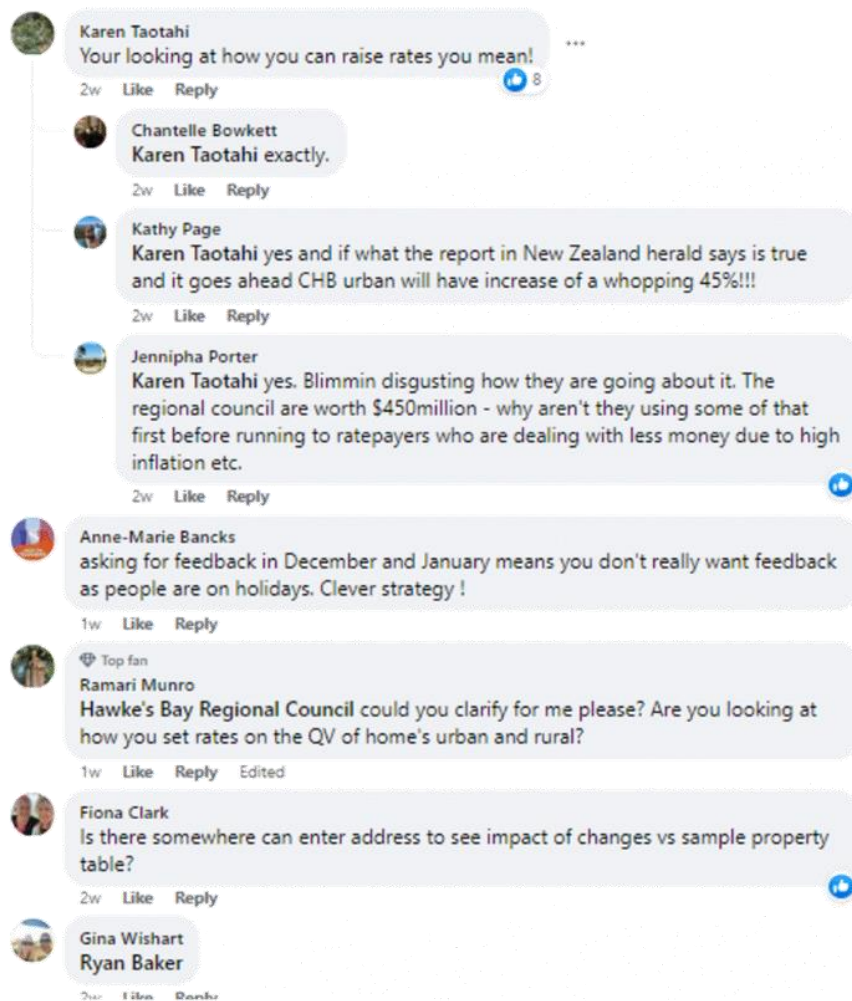 Karen Taotahi
Your looking at how you can raise rates you mean!
8
2w Like Reply
Chantelle Bowkett
Karen Taotahi exactly.
2w Like Reply
Kathy Page
Karen Taotahi yes and if what the report in New Zealand herald says is true
and it goes ahead CHB urban will have increase of a whopping 45%!!!
2w Like Reply
Jennipha Porter
Karen Taotahi yes. Blimmin disgusting how they are going about it. The
regional council are worth $450million - why aren't they using some of that
first before running to ratepayers who are dealing with less money due to high
inflation etc.
2w Like Reply
Anne-Marie Bancks
asking for feedback in December and January means you don't really want feedback
as people are on holidays. Clever strategy !
1w Like Reply
Top fan
Ramari Munro
Hawke's Bay Regional Council could you clarify for me please? Are you looking at
how you set rates on the QV of home's urban and rural?
1w Like Reply Edited
Fiona Clark
Is there somewhere can enter address to see impact of changes vs sample property
table?
2w Like Reply
Gina Wishart
Ryan Baker
2w Like Reply